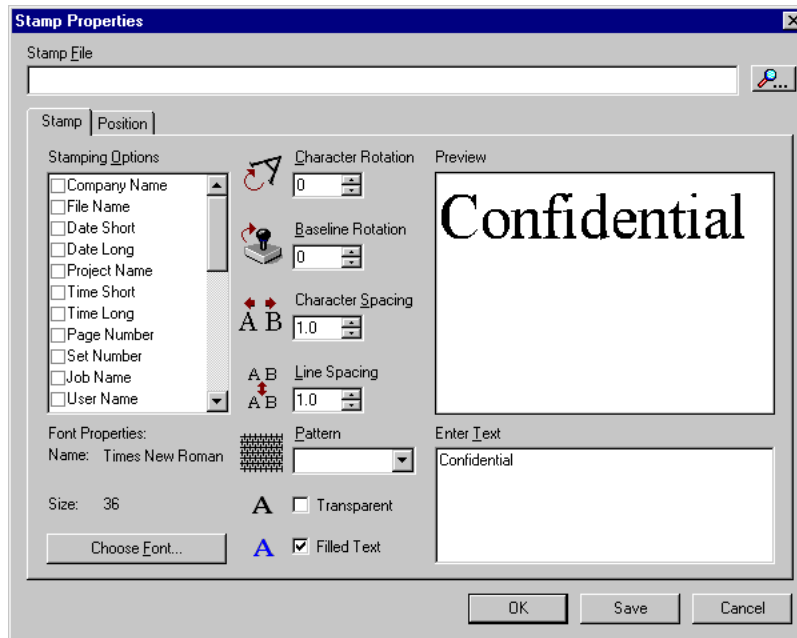 Stamp Properties
Stamp File
...
Stamp
Position
Stamping Options
Company Name
File Name
Date Short
Date Long
Project Name
Time Short
Time Long
Page Number
Set Number
Job Name
User Name
Character Rotation
0
Baseline Rotation
0
A B
Character Spacing
1.0
A B
A B
Line Spacing
1.0
Preview
Confidential
Font Properties:
Name: Times New Roman
Size: 36
Choose Font...
Pattern
A
Transparent
A
Filled Text
Enter Text
Confidential
OK
Save
Cancel